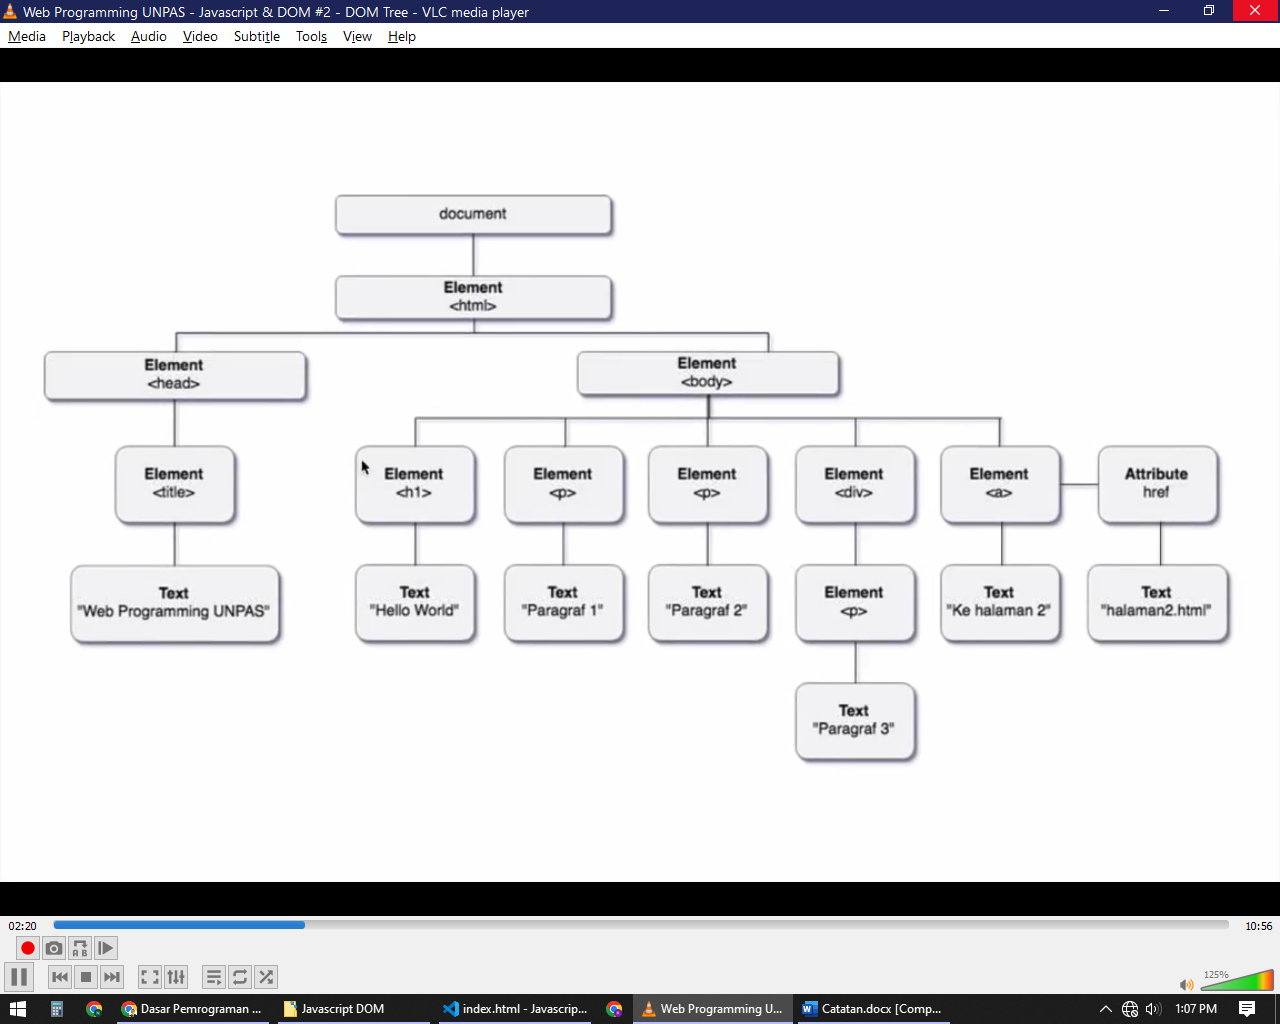 Web Programming UNPAS - Javascript & DOM #2 - DOM Tree - VLC media player
Media Playback Audio Video Subtitle Tools View Help
document
Element
<html>
Element
<head>
Element
<body>
Element
<title>
Element
<h1>
Element
<p>
Element
<p>
Element
<div>
Element
<a>
Attribute
href
Text
"Web Programming UNPAS"
Text
"Hello World"
Text
"Paragraf 1"
Text
"Paragraf 2"
Element
<p>
Text
"Ke halaman 2"
Text
"halaman2.html"
Text
"Paragraf 3"
02:20
10:56
A B
125%
Dasar Pemrograman ...
Javascript DOM
index.html - Javascrip...
Web Programming U...
Catatan.docx [Comp...
1:07 PM